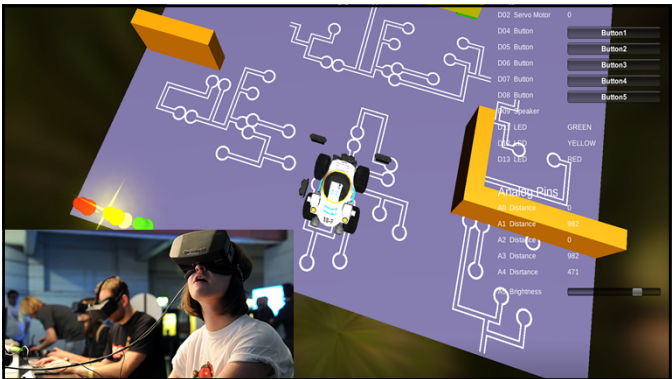 D02 Servo Motor 0
D04 Button Button1
D05 Button Button2
D06 Button Button3
D07 Button Button4
D08 Button Button5
D09 Speaker
LED GREEN
LED YELLOW
D13 LED RED
Analog Pins
A0 Distance 0
A1 Distance 982
A2 Distance 0
A3 Distance 982
A4 Distance 471
Brightness